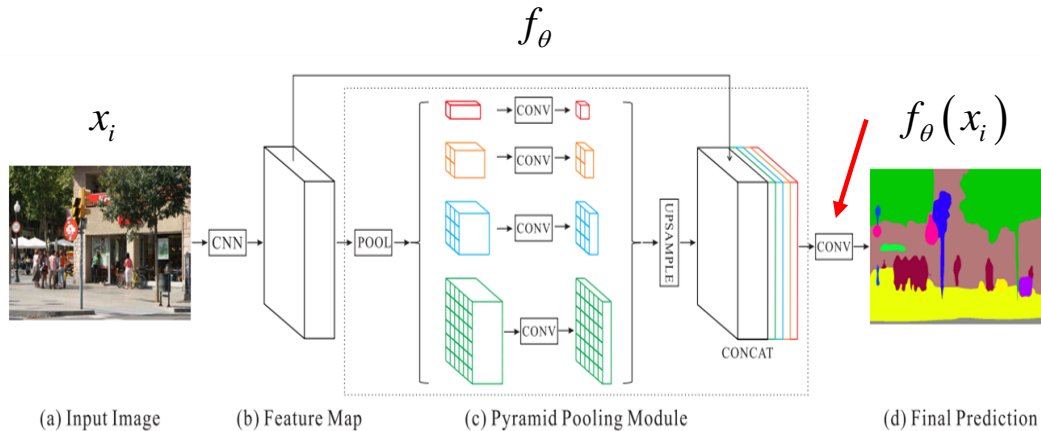 f_θ
x_i
f_θ(x_i)
CNN
POOL
CONV
CONV
CONV
CONV
UPSAMPLE
CONCAT
CONV
(a) Input Image
(b) Feature Map
(c) Pyramid Pooling Module
(d) Final Prediction